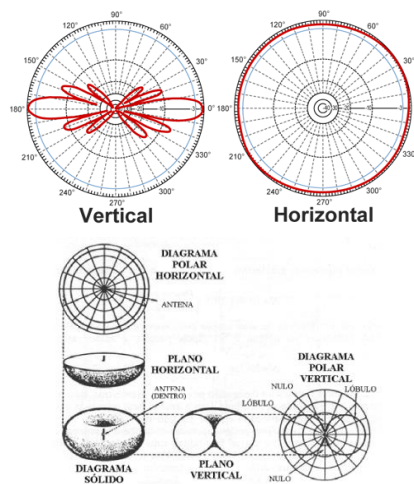 90°
120°
150°
180°
0°
210°
330°
240°
300°
270°
Vertical
90°
120°
60°
150°
30°
180°
0°
210°
330°
240°
300°
270°
Horizontal
DIAGRAMA
POLAR
HORIZONTAL
ANTENA
PLANO
HORIZONTAL
ANTENA
(DENTRO)
DIAGRAMA
SÓLIDO
PLANO
VERTICAL
DIAGRAMA
POLAR
VERTICAL
NULO
LÓBULO
LÓBULO
NULO